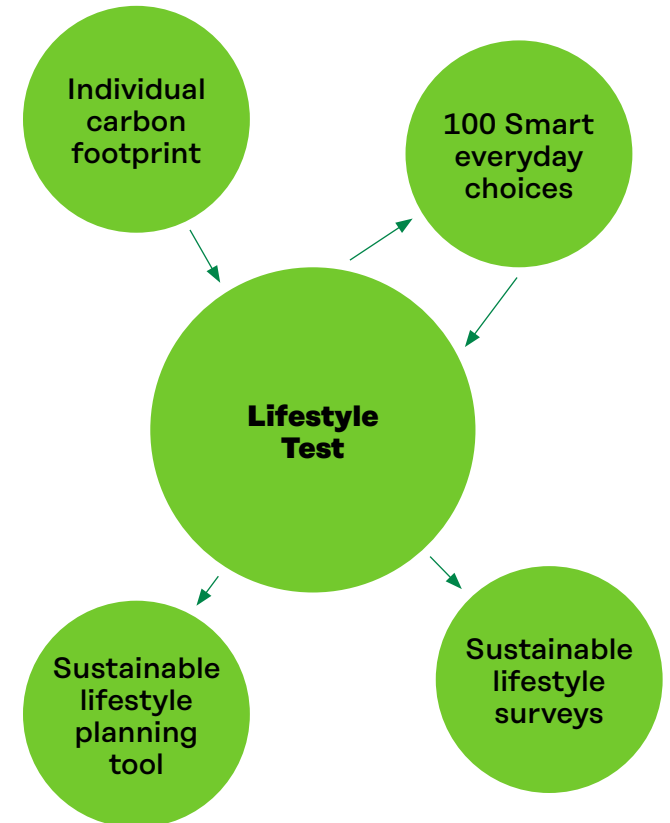 Individual
carbon
footprint
100 Smart
everyday
choices
Lifestyle
Test
Sustainable
lifestyle
planning
tool
Sustainable
lifestyle
surveys